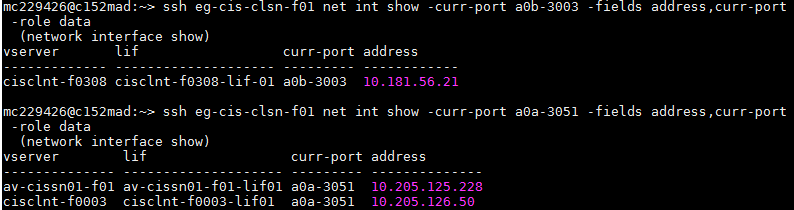 mc229426@c152mad:~> ssh eg-cis-clsn-f01 net int show -curr-port a0b-3003 -fields address,curr-port
-role data
(network interface show)
vserver lif curr-port address
-------------- -------------------- --------- ------------
cisclnt-f0308 cisclnt-f0308-lif-01 a0b-3003 10.181.56.21
mc229426@c152mad:~> ssh eg-cis-clsn-f01 net int show -curr-port a0a-3051 -fields address,curr-port
-role data
(network interface show)
vserver lif curr-port address
-------------- -------------------- --------- --------------
av-cissn01-f01 av-cissn01-f01-lif01 a0a-3051 10.205.125.228
cisclnt-f0003 cisclnt-f0003-lif01 a0a-3051 10.205.126.50